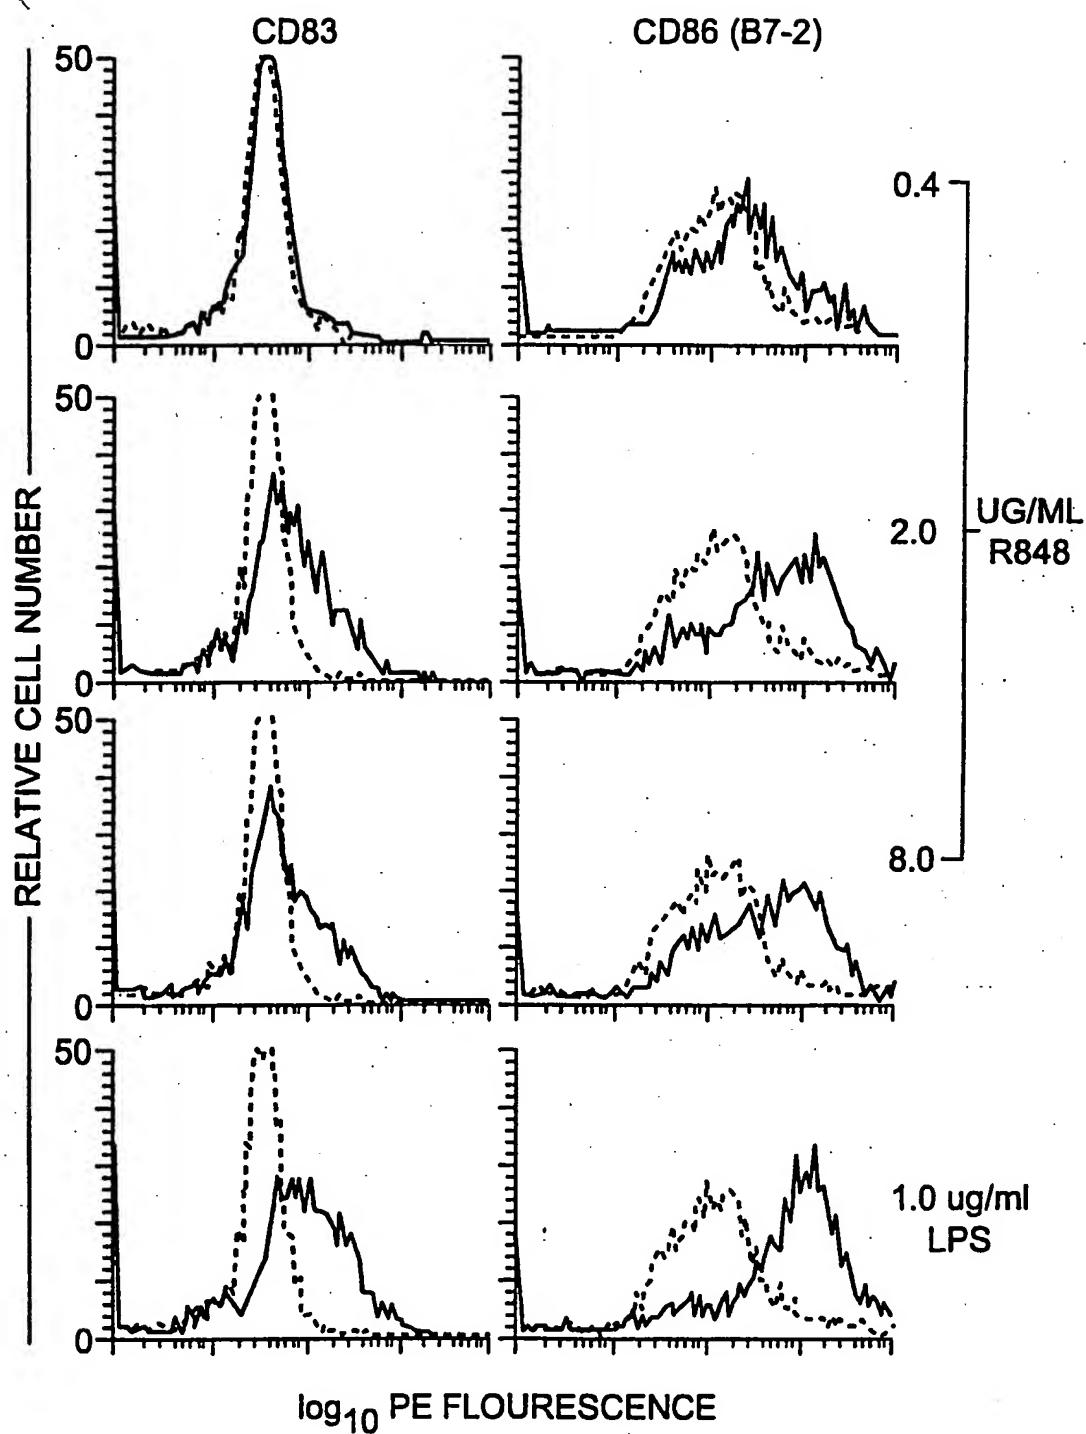 CD83
CD86 (B7-2)
50
0
0.4
50
0
2.0
UG/ML
R848
50
0
8.0
50
0
1.0 ug/ml
LPS
RELATIVE CELL NUMBER
log10 PE FLOURESCENCE